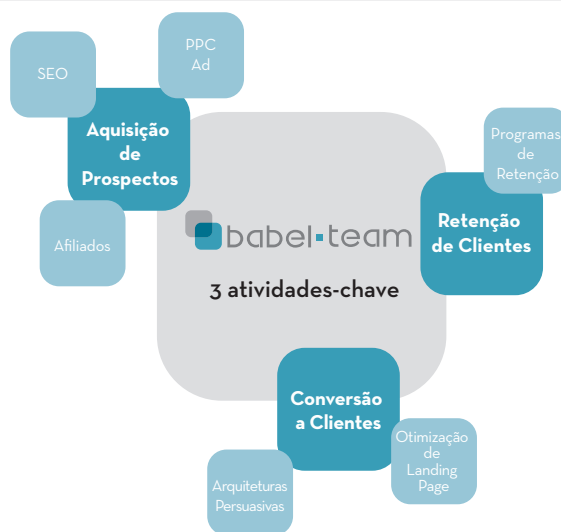 SEO
PPC
Ad
Aquisição
de
Prospectos
Afiliados
babel team
3 atividades-chave
Programas
de
Retenção
Retenção
de Clientes
Conversão
a Clientes
Arquiteturas
Persuasivas
Otimização
de
Landing
Page